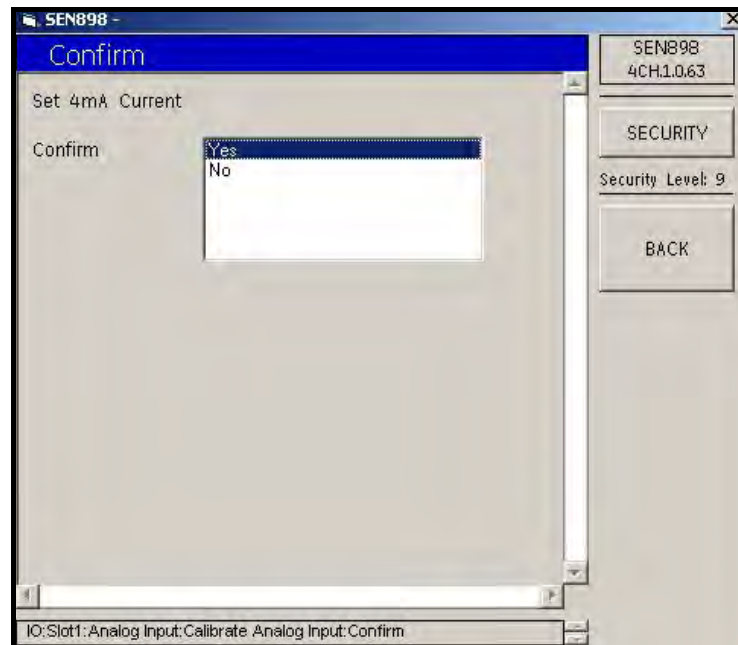 SEN898 -
Confirm
Set 4mA Current
Confirm
Yes
No
SEN898
4CH.1.0.63
SECURITY
Security Level: 9
BACK
IO:Slot1:Analog Input:Calibrate Analog Input:Confirm